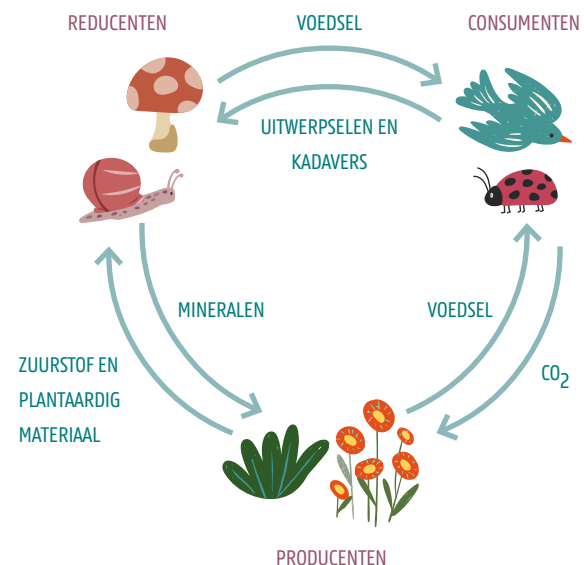 REDUCENTEN
VOEDSEL
CONSUMENTEN
UITWERPSELEN EN
KADAVERS
MINERALEN
VOEDSEL
ZUURSTOF EN
PLANTAARDIG
MATERIAAL
CO2
PRODUCENTEN